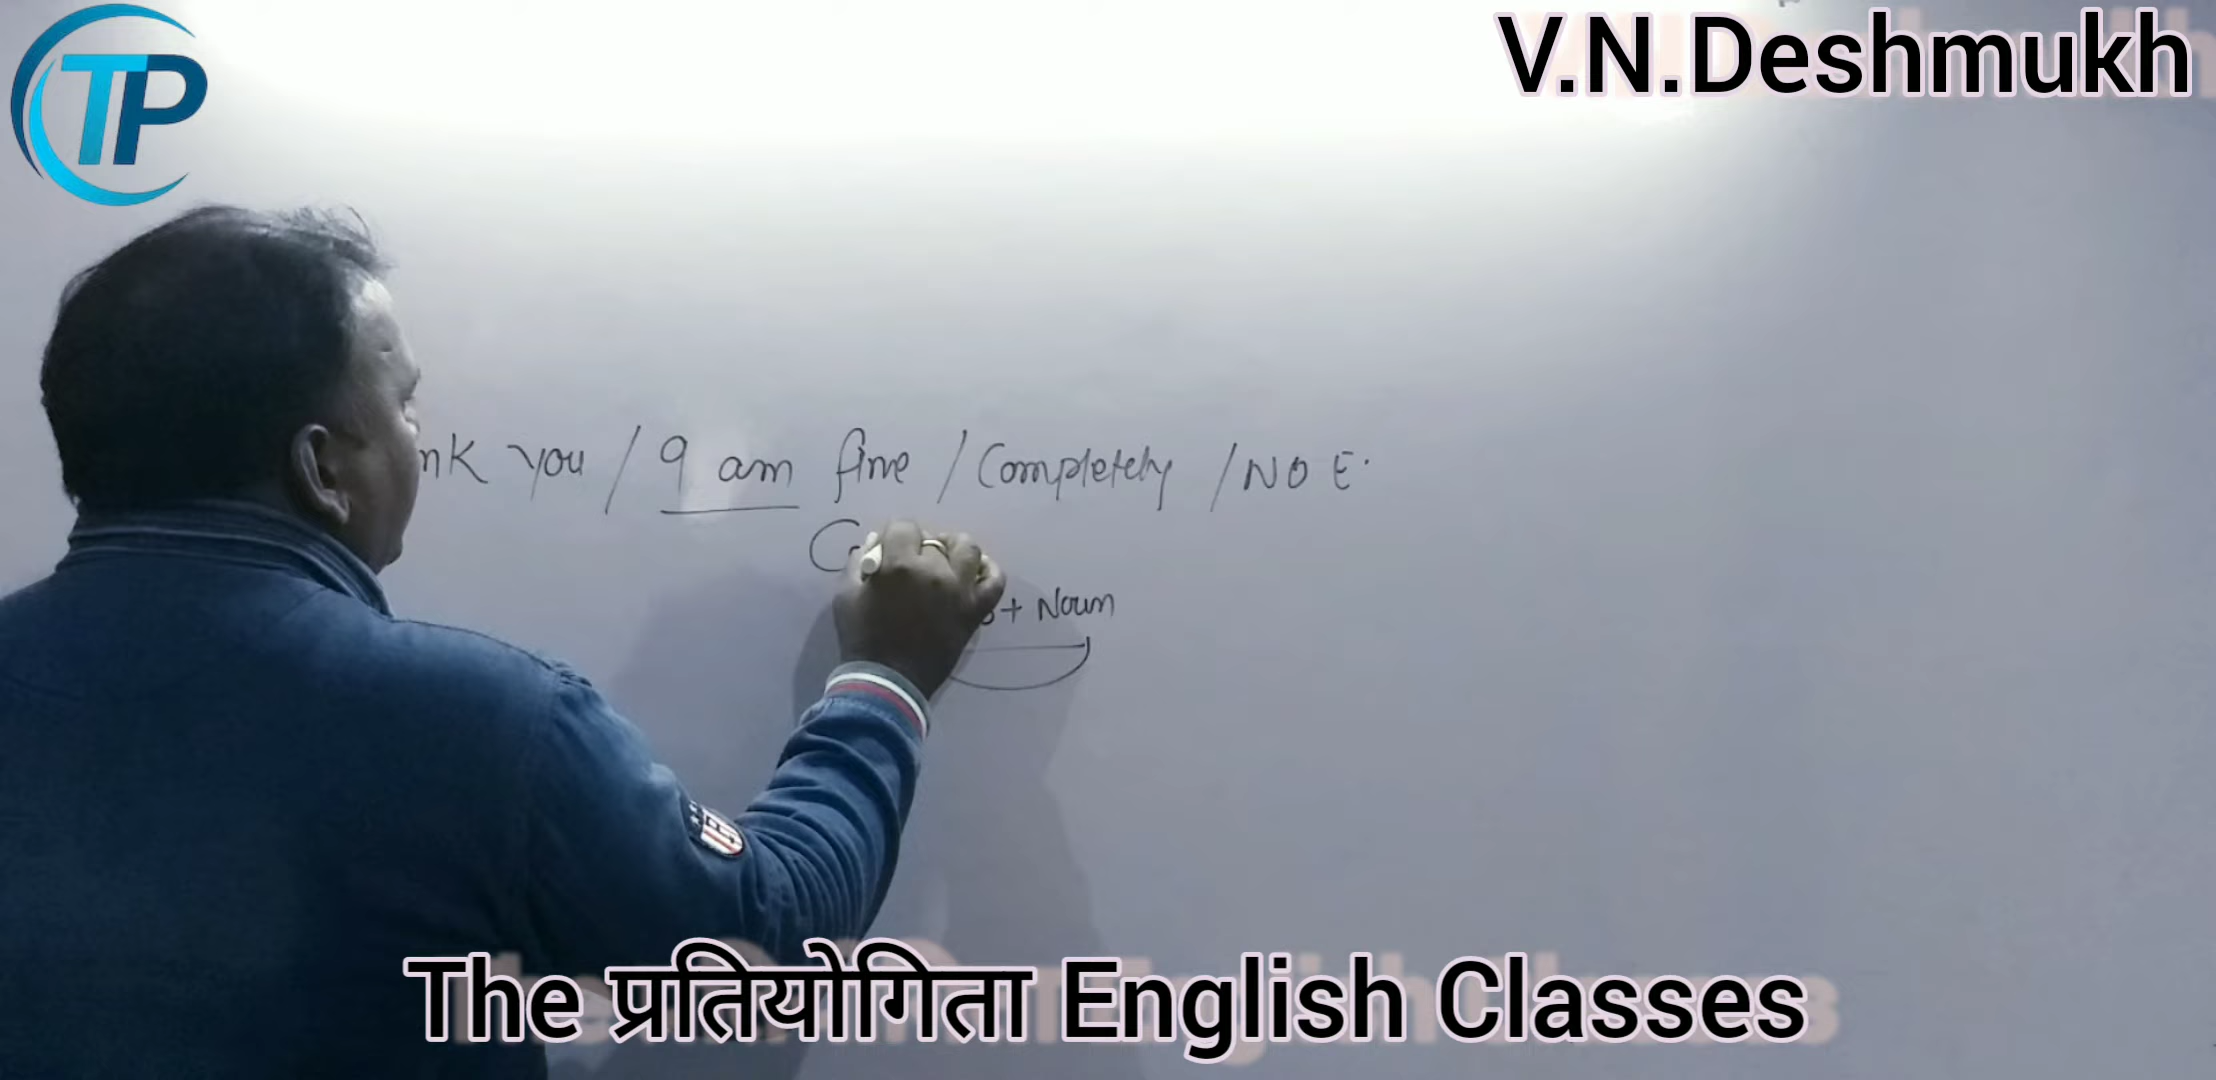 TP
V.N.Deshmukh
nk you / 9 am fine / Completely / NO E.
+ Noun
The प्रतियोगिता English Classes